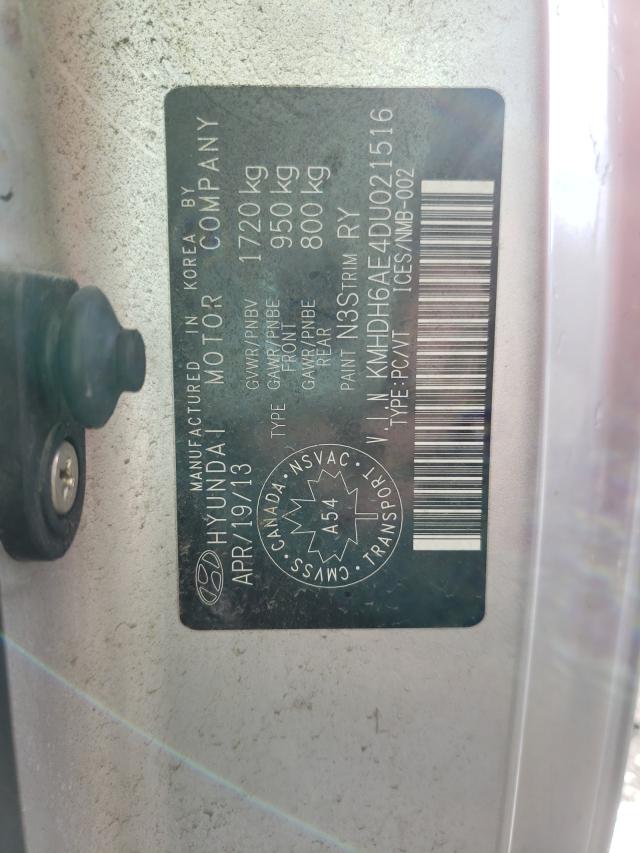 MANUFACTURED IN KOREA BY
HYUNDAI MOTOR COMPANY
APR/19/13
GVWR/PNBV 1720 kg
TYPE GAWR/PNBE FRONT 950 kg
GAWR/PNBE REAR 800 kg
PAINT N3S TRIM RY
CANADA · NSVAC · TRANSPORT · CMVSS ·
A54
V.I.N KMHDH6AE4DU021516
TYPE:PC/VT ICES/NMB-002